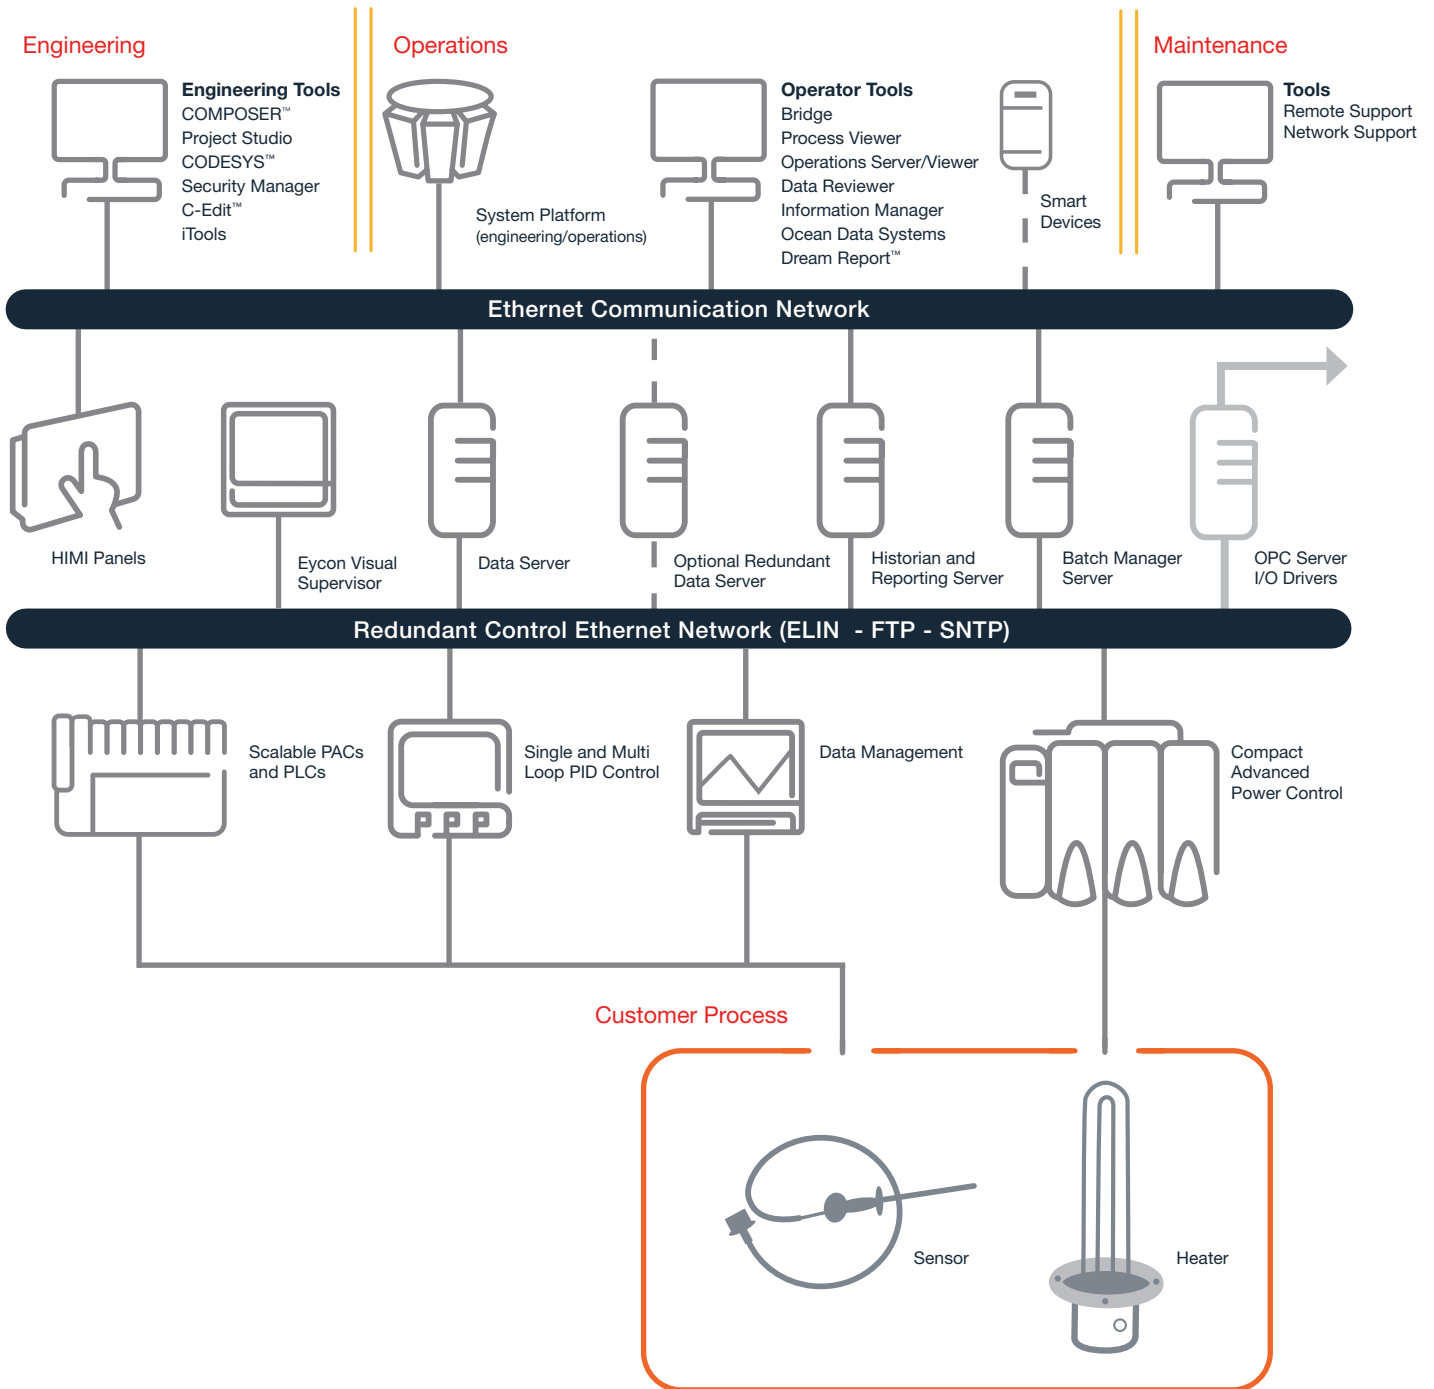 Engineering
Operations
Maintenance
Engineering Tools
COMPOSER™
Project Studio
CODESYS™
Security Manager
C-Edit™
iTools
System Platform
(engineering/operations)
Operator Tools
Bridge
Process Viewer
Operations Server/Viewer
Data Reviewer
Information Manager
Ocean Data Systems
Dream Report™
Smart
Devices
Tools
Remote Support
Network Support
Ethernet Communication Network
HIMI Panels
Eycon Visual
Supervisor
Data Server
Optional Redundant
Data Server
Historian and
Reporting Server
Batch Manager
Server
OPC Server
I/O Drivers
Redundant Control Ethernet Network (ELIN - FTP - SNTP)
Scalable PACs
and PLCs
Single and Multi
Loop PID Control
Data Management
Compact
Advanced
Power Control
Customer Process
Sensor
Heater